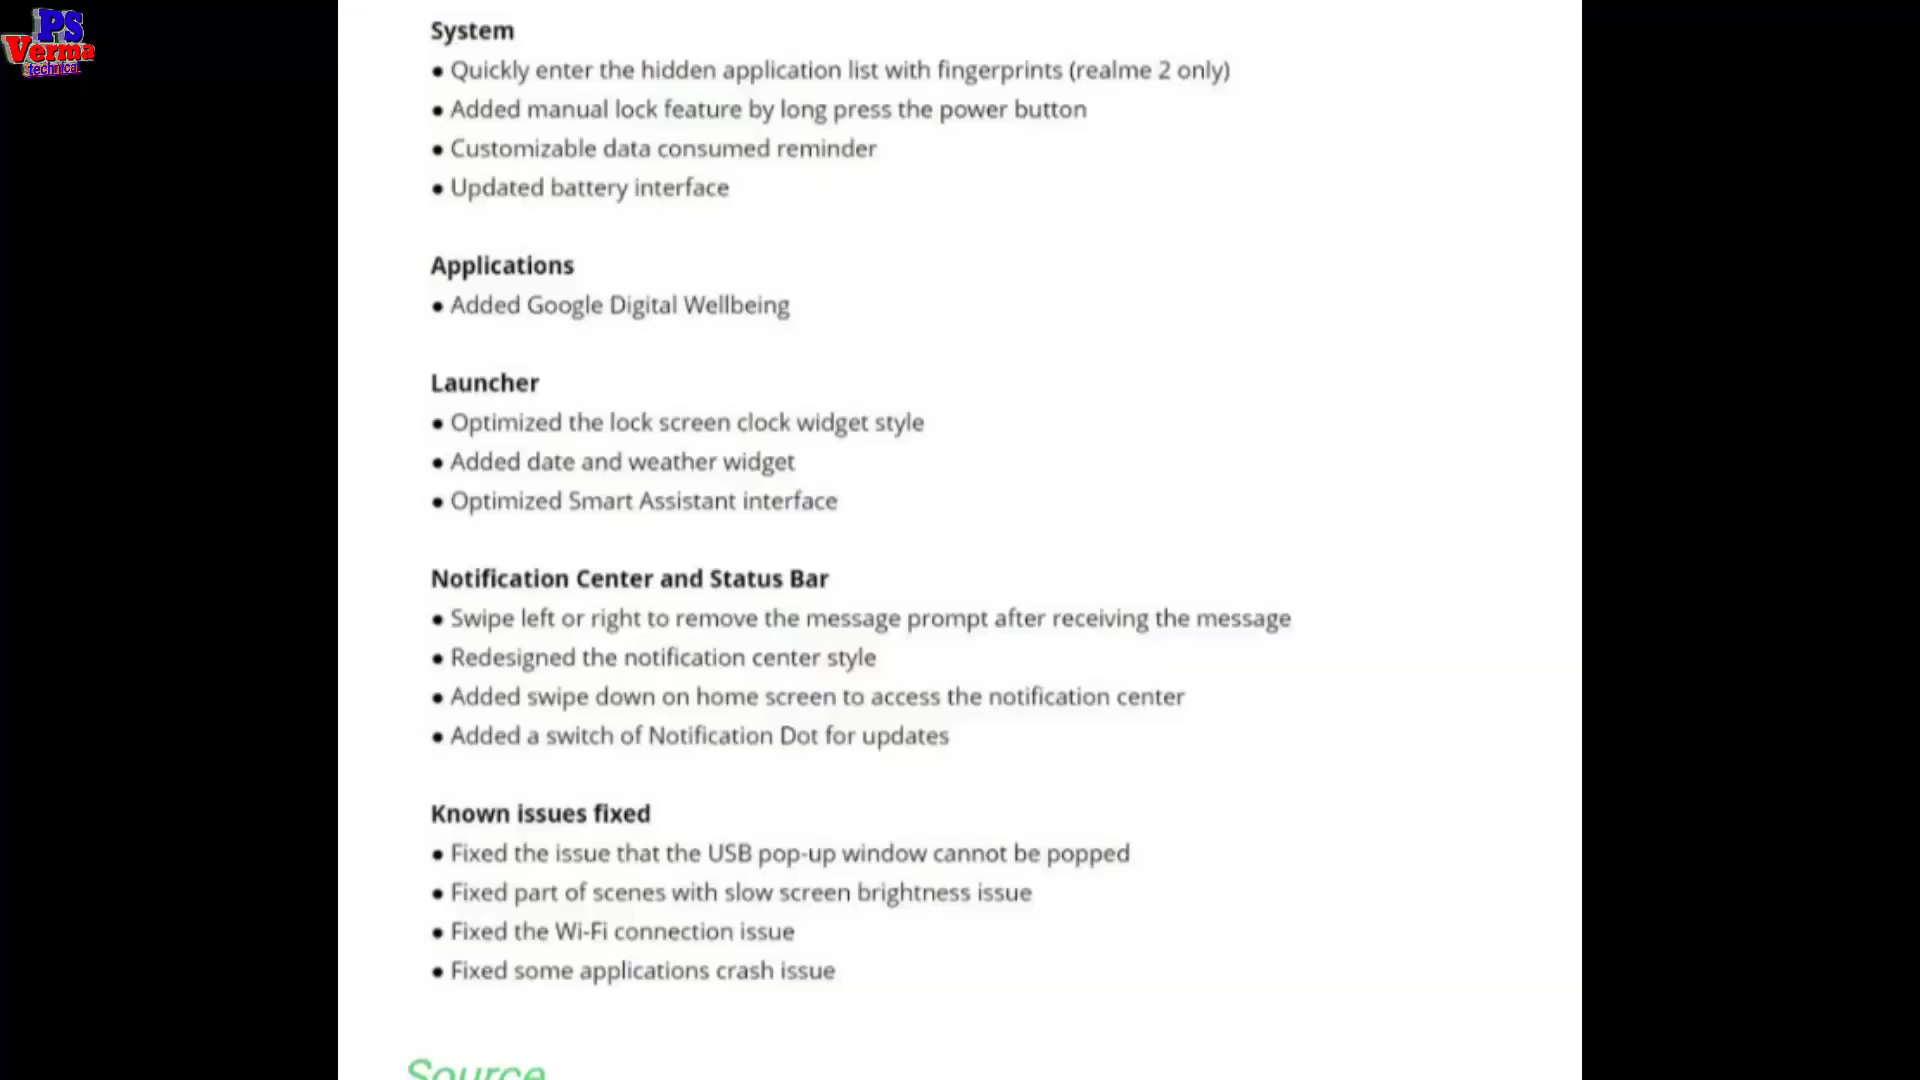 PS
Verma
technical
System
● Quickly enter the hidden application list with fingerprints (realme 2 only)
● Added manual lock feature by long press the power button
● Customizable data consumed reminder
● Updated battery interface
Applications
● Added Google Digital Wellbeing
Launcher
● Optimized the lock screen clock widget style
● Added date and weather widget
● Optimized Smart Assistant interface
Notification Center and Status Bar
● Swipe left or right to remove the message prompt after receiving the message
● Redesigned the notification center style
● Added swipe down on home screen to access the notification center
● Added a switch of Notification Dot for updates
Known issues fixed
● Fixed the issue that the USB pop-up window cannot be popped
● Fixed part of scenes with slow screen brightness issue
● Fixed the Wi-Fi connection issue
● Fixed some applications crash issue
Source